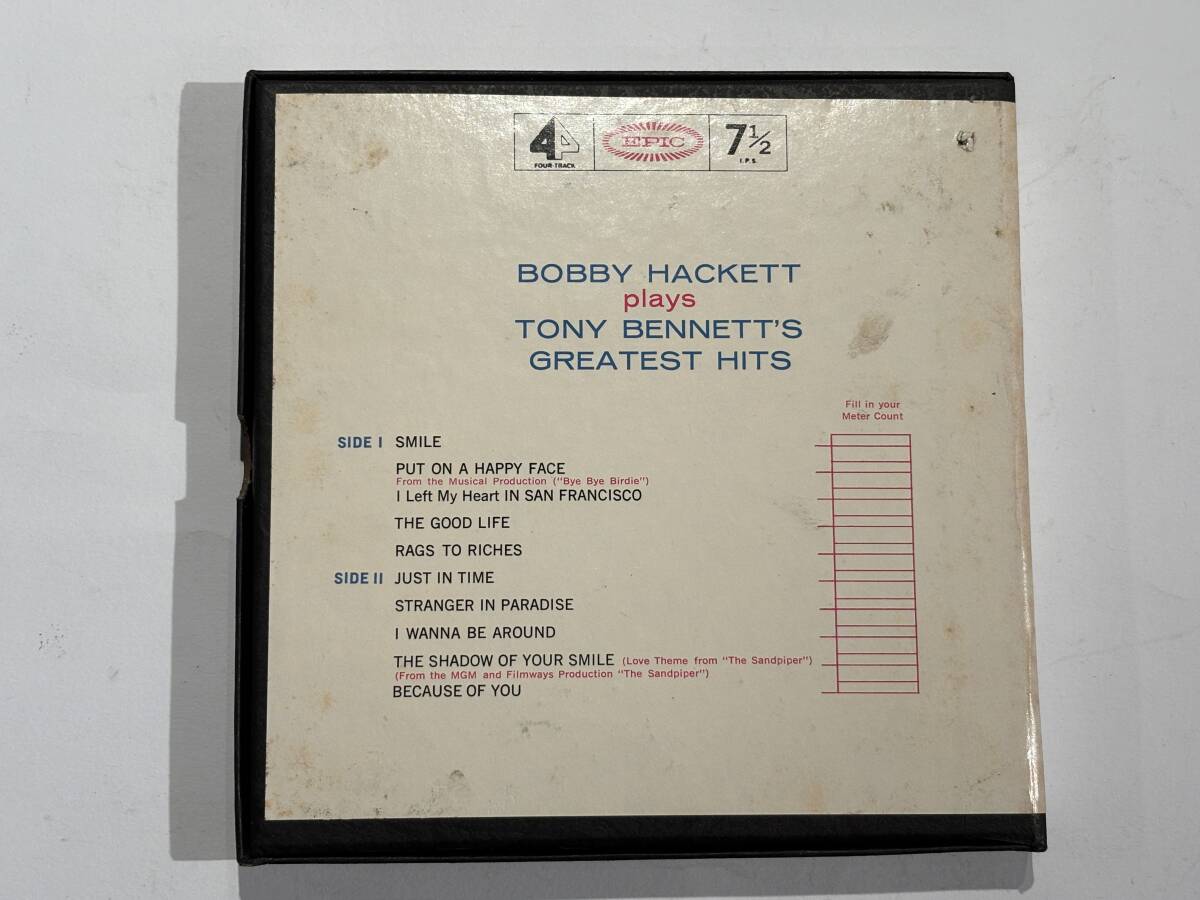 4
FOUR-TRACK
EPIC
7½
I.P.S.
BOBBY HACKETT
plays
TONY BENNETT'S
GREATEST HITS
Fill in your
Meter Count
SIDE I SMILE
PUT ON A HAPPY FACE
From the Musical Production ("Bye Bye Birdie")
I Left My Heart IN SAN FRANCISCO
THE GOOD LIFE
RAGS TO RICHES
SIDE II JUST IN TIME
STRANGER IN PARADISE
I WANNA BE AROUND
THE SHADOW OF YOUR SMILE (Love Theme from "The Sandpiper")
(From the MGM and Filmways Production "The Sandpiper")
BECAUSE OF YOU